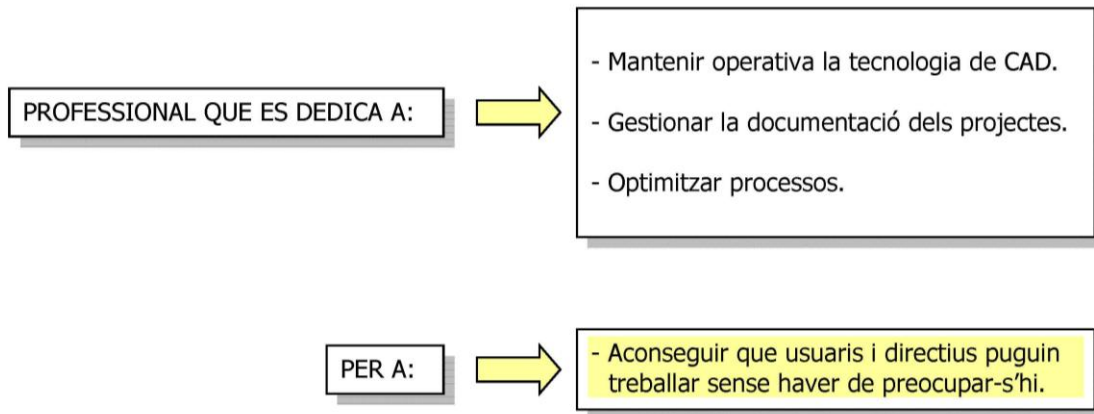 PROFESSIONAL QUE ES DEDICA A:
- Mantenir operativa la tecnologia de CAD.
- Gestionar la documentació dels projectes.
- Optimitzar processos.
PER A:
- Aconseguir que usuaris i directius puguin
treballar sense haver de preocupar-s'hi.